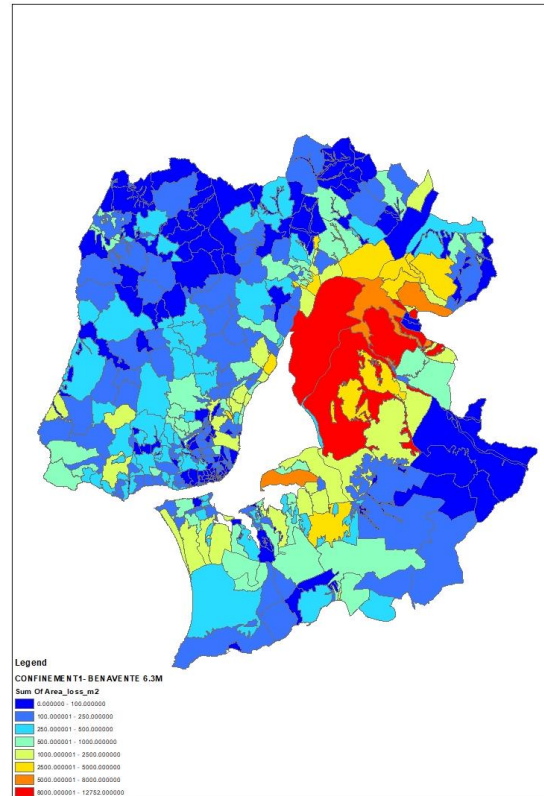 Legend
CONFINEMENT1- BENAVENTE 6.3M
Sum Of Area_loss_m2
0.000000 - 100.000000
100.000001 - 250.000000
250.000001 - 500.000000
500.000001 - 1000.000000
1000.000001 - 2500.000000
2500.000001 - 5000.000000
5000.000001 - 8000.000000
8000.000001 - 12752.000000